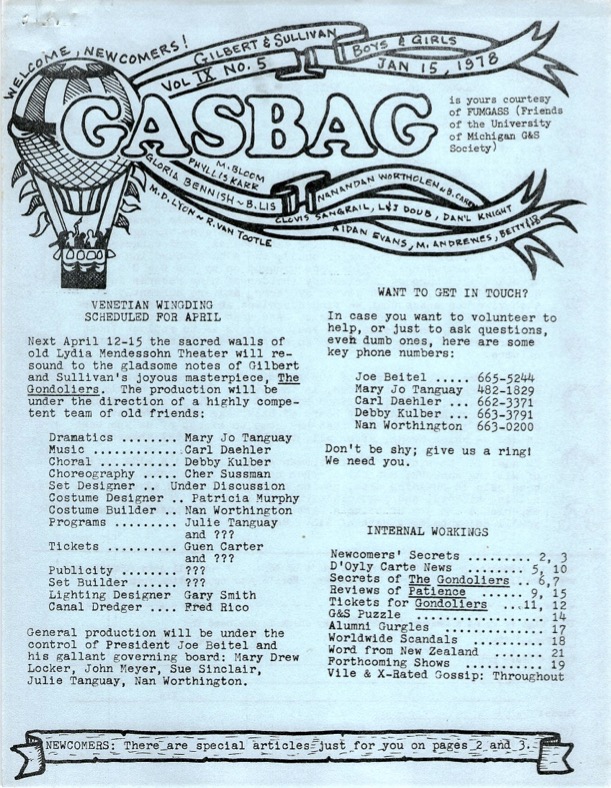 WELCOME, NEWCOMERS!
GILBERT & SULLIVAN
BOYS & GIRLS
VOL IX NO. 5
JAN 15, 1978
GASBAG
is yours courtesy
of FUMGASS (Friends
of the University
of Michigan G&S
Society)
M. BLOOM
PHYLLIS KARR
GLORIA BENNISH ~ B. LIS
M.D. LYON ~ R. VAN TOOTLE
NANANDAN WORTHOLEN ~ B. CAKE
CLOVIS SANGRAIL, L&J DOUB, DAN'L KNIGHT
AIDAN EVANS, M. ANDREWES, BETTY
VENETIAN WINGDING
SCHEDULED FOR APRIL
Next April 12-15 the sacred walls of
old Lydia Mendessohn Theater will re-
sound to the gladsome notes of Gilbert
and Sullivan's joyous masterpiece, The
Gondoliers. The production will be
under the direction of a highly compe-
tent team of old friends:
Dramatics ........ Mary Jo Tanguay
Music ............ Carl Daehler
Choral ........... Debby Kulber
Choreography ..... Cher Sussman
Set Designer .. Under Discussion
Costume Designer .. Patricia Murphy
Costume Builder .. Nan Worthington
Programs ......... Julie Tanguay
and ???
Tickets .......... Guen Carter
and ???
Publicity ........ ???
Set Builder ...... ???
Lighting Designer Gary Smith
Canal Dredger .... Fred Rico
General production will be under the
control of President Joe Beitel and
his gallant governing board: Mary Drew
Locker, John Meyer, Sue Sinclair,
Julie Tanguay, Nan Worthington.
WANT TO GET IN TOUCH?
In case you want to volunteer to
help, or just to ask questions,
even dumb ones, here are some
key phone numbers:
Joe Beitel ..... 665-5244
Mary Jo Tanguay 482-1829
Carl Daehler ... 662-3371
Debby Kulber ... 663-3791
Nan Worthington 663-0200
Don't be shy; give us a ring!
We need you.
INTERNAL WORKINGS
Newcomers' Secrets ......... 2, 3
D'Oyly Carte News ......... 5, 10
Secrets of The Gondoliers .. 6,7
Reviews of Patience ....... 9, 15
Tickets for Gondoliers ...11, 12
G&S Puzzle ................. 14
Alumni Gurgles ............. 17
Worldwide Scandals ......... 18
Word from New Zealand ...... 21
Forthcoming Shows .......... 19
Vile & X-Rated Gossip: Throughout
NEWCOMERS: There are special articles just for you on pages 2 and 3.